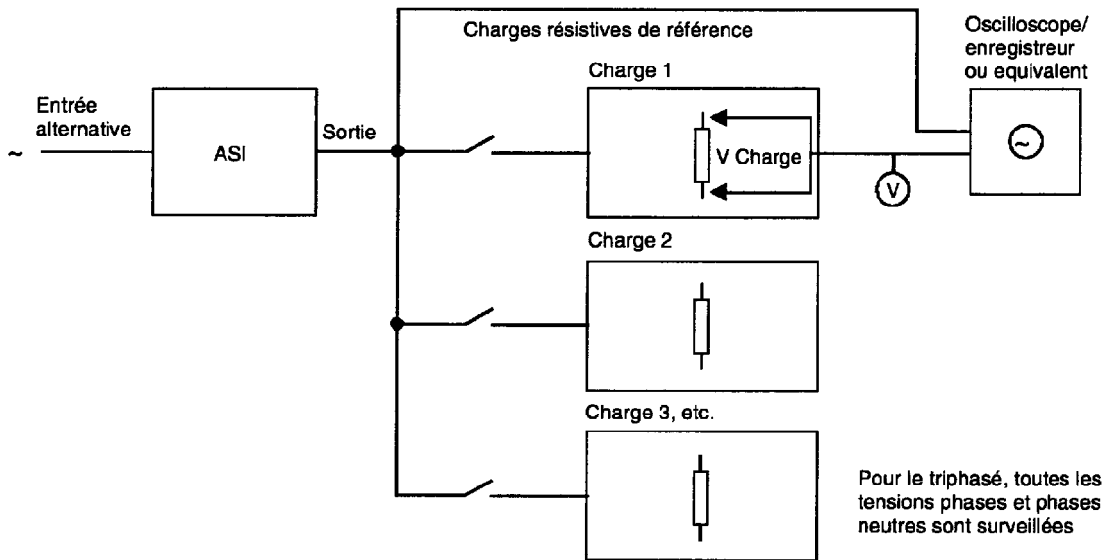 Charges résistives de référence
Oscilloscope/
enregistreur
ou equivalent
Charge 1
Entrée
alternative
~
ASI
Sortie
V Charge
V
~
Charge 2
Charge 3, etc.
Pour le triphasé, toutes les
tensions phases et phases
neutres sont surveillées